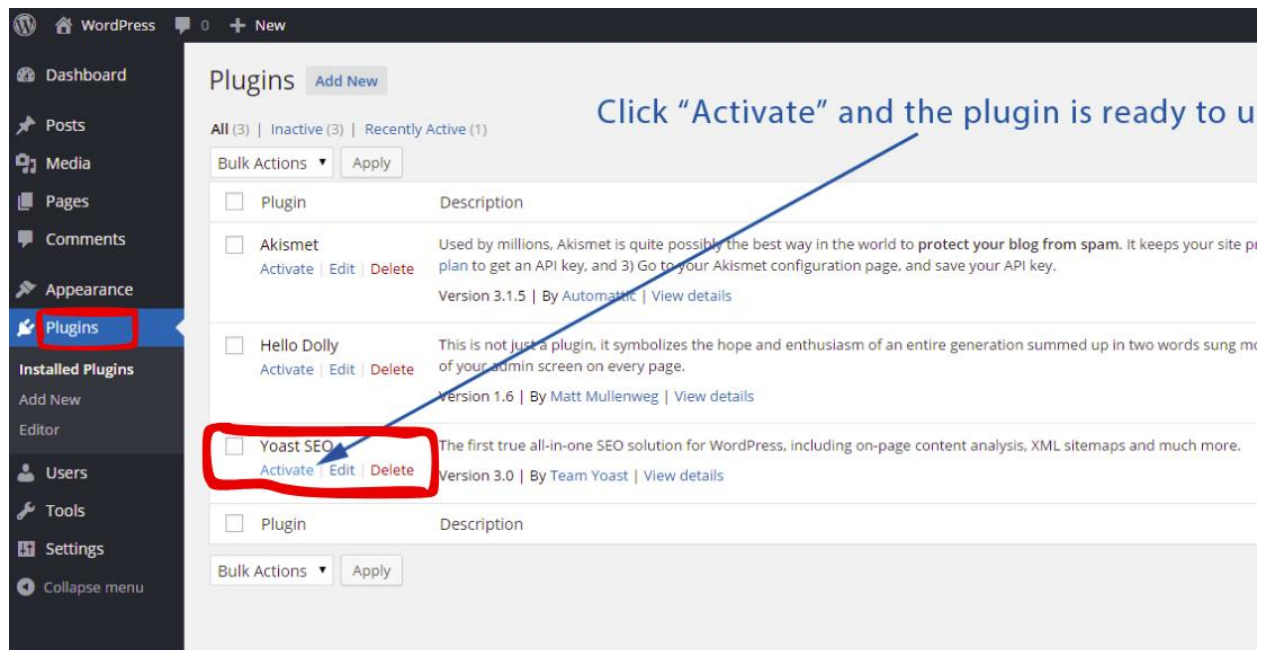 WordPress 0 + New
Dashboard
Posts
Media
Pages
Comments
Appearance
Plugins
Installed Plugins
Add New
Editor
Users
Tools
Settings
Collapse menu
Plugins Add New
Click “Activate” and the plugin is ready to u
All (3) | Inactive (3) | Recently Active (1)
Bulk Actions Apply
Plugin Description
Akismet Used by millions, Akismet is quite possibly the best way in the world to protect your blog from spam. It keeps your site
Activate | Edit | Delete plan to get an API key, and 3) Go to your Akismet configuration page, and save your API key.
Version 3.1.5 | By Automattic | View details
Hello Dolly This is not just a plugin, it symbolizes the hope and enthusiasm of an entire generation summed up in two words sung
Activate | Edit | Delete of your admin screen on every page.
Version 1.6 | By Matt Mullenweg | View details
Yoast SEO The first true all-in-one SEO solution for WordPress, including on-page content analysis, XML sitemaps and much more.
Activate | Edit | Delete Version 3.0 | By Team Yoast | View details
Plugin Description
Bulk Actions Apply